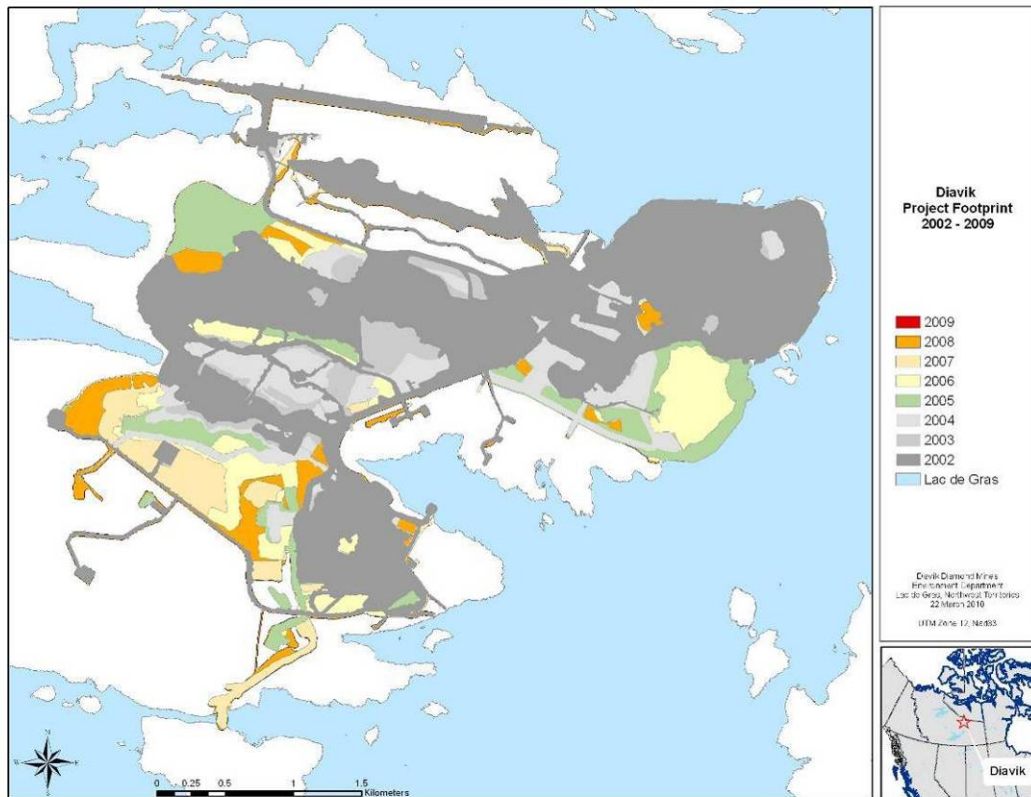 Diavik
Project Footprint
2002 - 2009
2009
2008
2007
2006
2005
2004
2003
2002
Lac de Gras
Diavik Diamond Mines
Environment Department
Lac de Gras, Northwest Territories
22 March 2010
UTM Zone 12, Nad83
N
W
E
S
0 0.25 0.5 1 1.5
Kilometers
Diavik